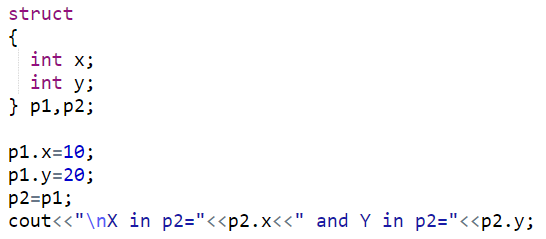 struct
{
int x;
int y;
} p1,p2;
p1.x=10;
p1.y=20;
p2=p1;
cout<<"\nX in p2="<<p2.x<<" and Y in p2="<<p2.y;